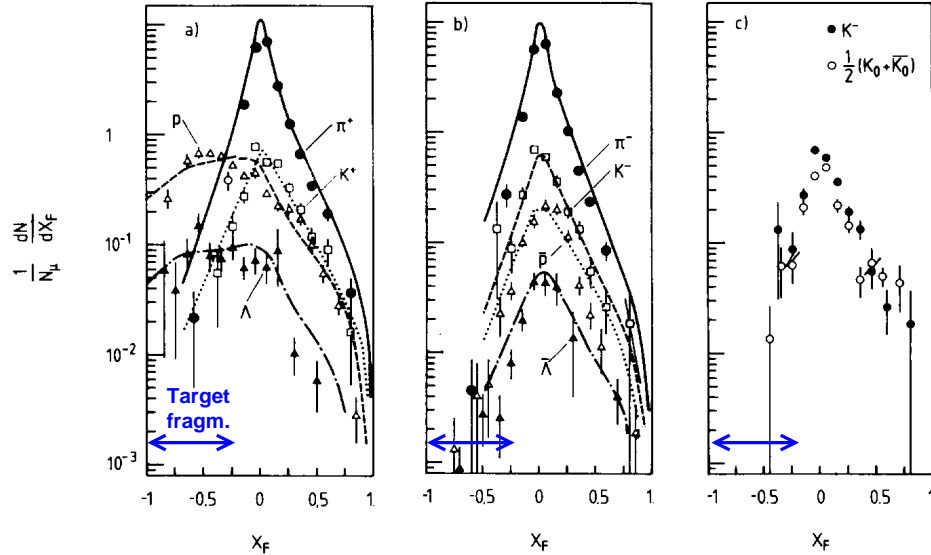 a)
p
π⁺
K⁺
Λ
1
10⁻¹
10⁻²
10⁻³
1/N_μ dN/dX_F
Target
fragm.
-1 -0.5 0 0.5 1.
X_F
b)
π⁻
K⁻
p̅
Λ̅
-1 -0.5 0 0,5 1.
X_F
c)
● K⁻
○ 1/2 (K₀ + K̅₀)
-1 -0.5 0 0.5 1
X_F